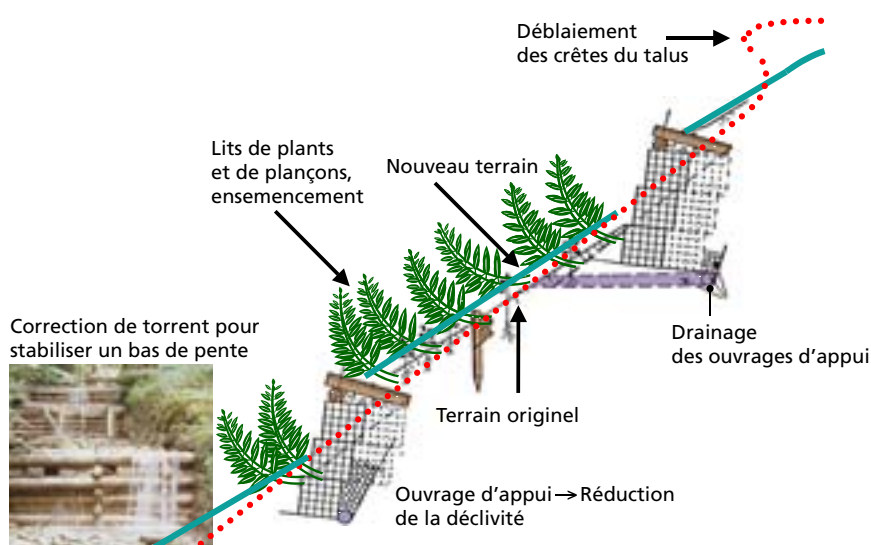 Déblaiement
des crêtes du talus
Lits de plants
et de plançons,
ensemencement
Nouveau terrain
Correction de torrent pour
stabiliser un bas de pente
Drainage
des ouvrages d'appui
Terrain originel
Ouvrage d'appui→Réduction
de la déclivité